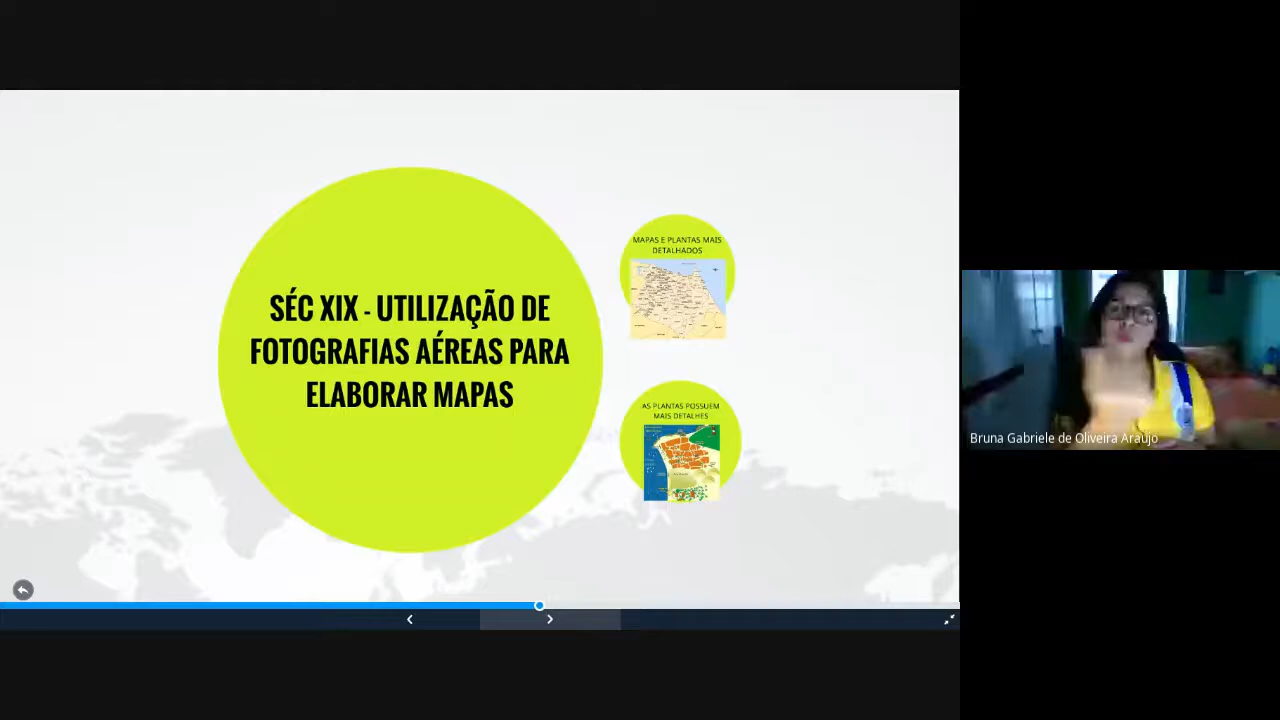 SÉC XIX - UTILIZAÇÃO DE
FOTOGRAFIAS AÉREAS PARA
ELABORAR MAPAS
MAPAS E PLANTAS MAIS
DETALHADOS
AS PLANTAS POSSUEM
MAIS DETALHES
Bruna Gabriele de Oliveira Araujo